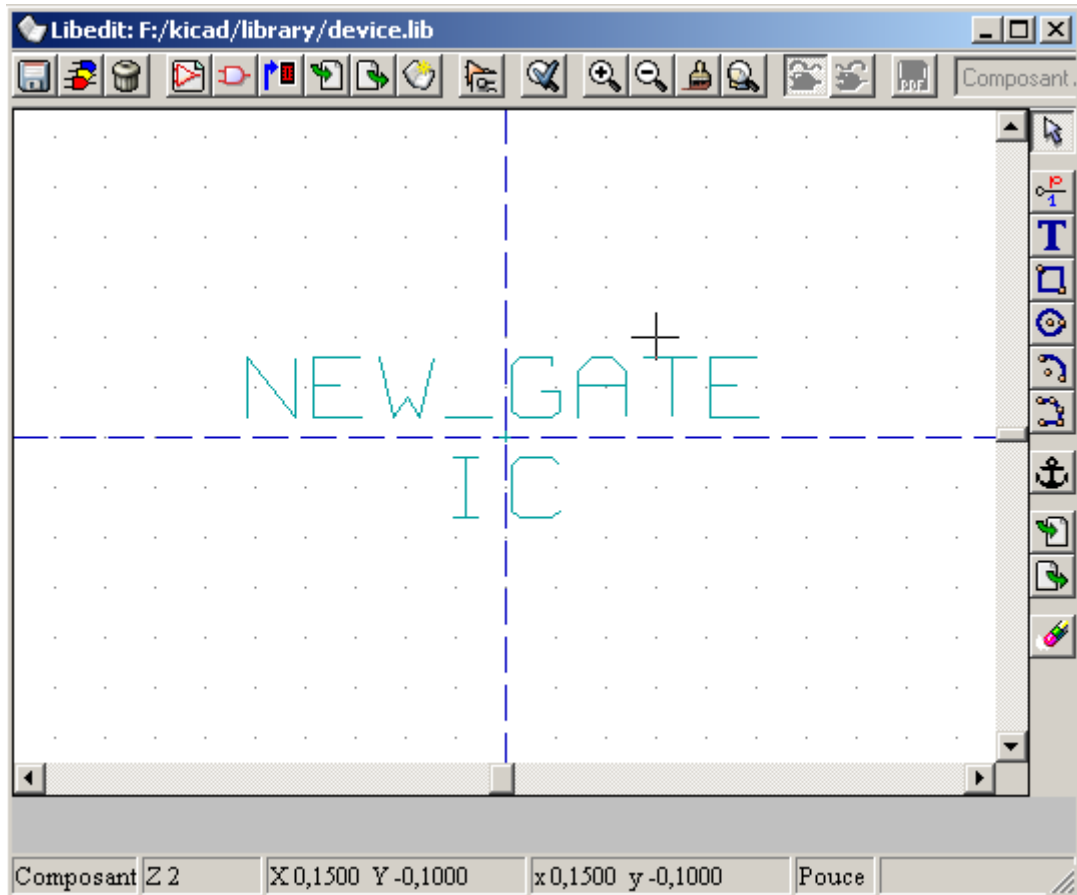 Libedit: F:/kicad/library/device.lib
Composant
NEW_GATE
IC
Composant Z 2 X 0,1500 Y -0,1000 x 0,1500 y -0,1000 Pouce